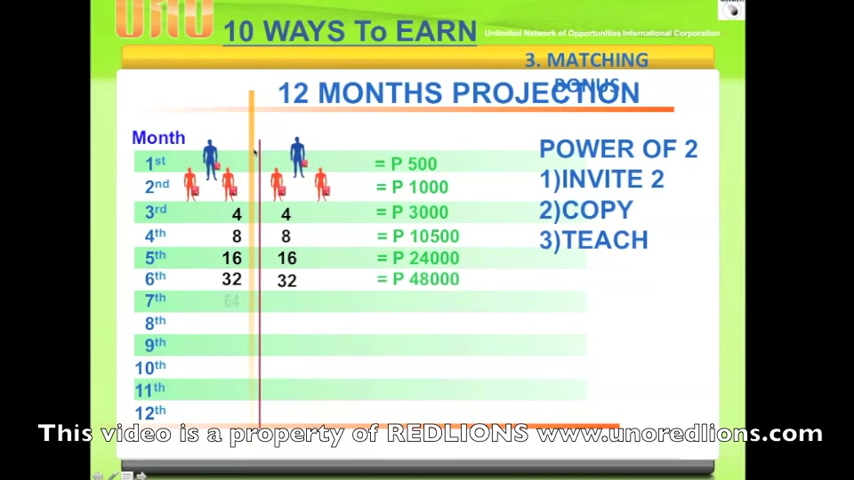 UNO
10 WAYS To EARN
Unlimited Network of Opportunities International Corporation
3. MATCHING
BONUS
12 MONTHS PROJECTION
Month
1st = P 500
2nd = P 1000
3rd 4 4 = P 3000
4th 8 8 = P 10500
5th 16 16 = P 24000
6th 32 32 = P 48000
7th 64
8th
9th
10th
11th
12th
POWER OF 2
1)INVITE 2
2)COPY
3)TEACH
This video is a property of REDLIONS www.unoredlions.com